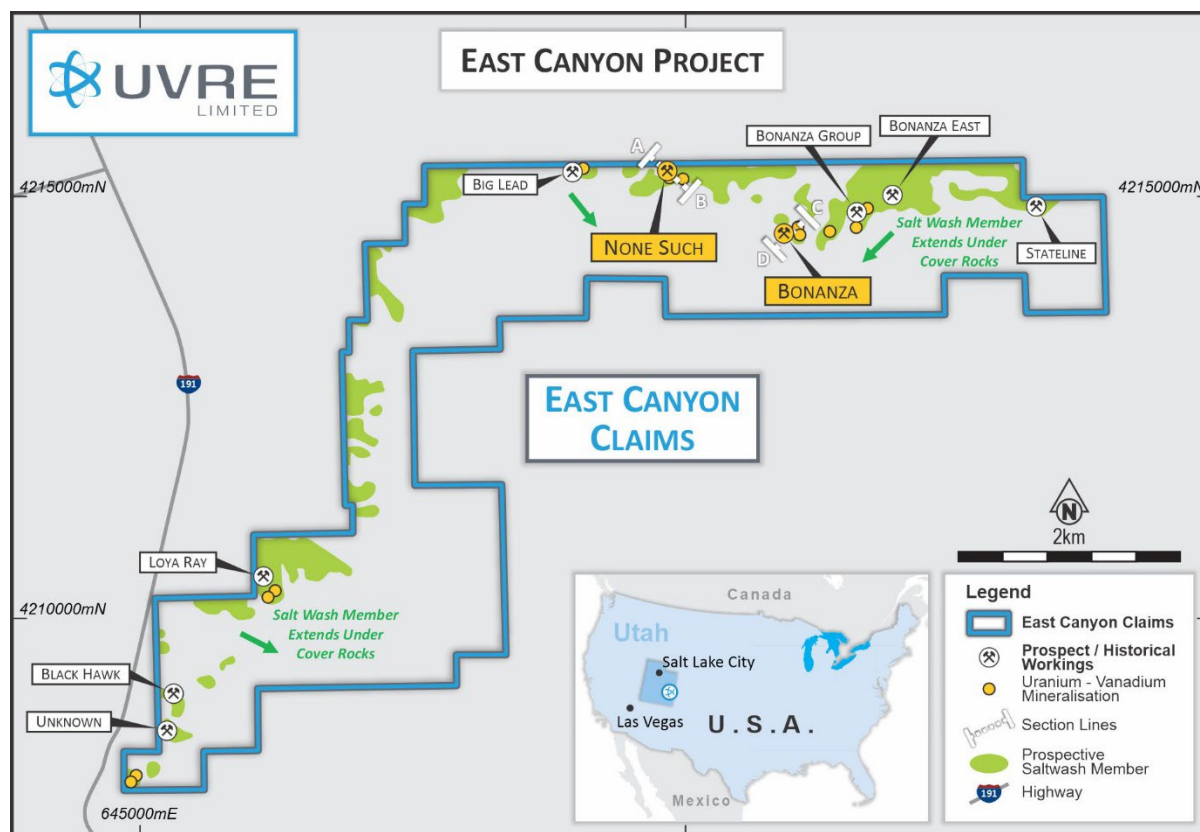 UVRE
LIMITED
EAST CANYON PROJECT
BONANZA GROUP
BONANZA EAST
A
4215000mN
4215000mN
BIG LEAD
B
C
NONE SUCH
D
BONANZA
Salt Wash Member
Extends Under
Cover Rocks
STATELINE
191
EAST CANYON
CLAIMS
LOYA RAY
4210000mN
Salt Wash Member
Extends Under
Cover Rocks
BLACK HAWK
UNKNOWN
645000mE
N
2km
Canada
Utah
Salt Lake City
Las Vegas
U.S.A.
Mexico
Legend
East Canyon Claims
Prospect / Historical
Workings
Uranium - Vanadium
Mineralisation
Section Lines
Prospective
Saltwash Member
191
Highway